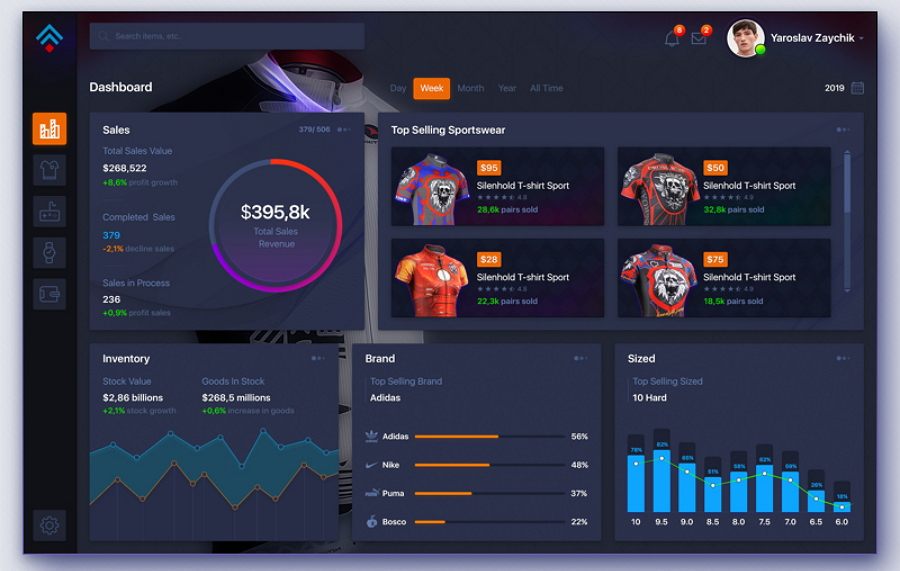 Search items, etc..
8
2
Yaroslav Zaychik
Dashboard
Day Week Month Year All Time
2019
Sales
379/ 506
Total Sales Value
$268,522
+8,6% profit growth
Completed Sales
379
-2,1% decline sales
Sales in Process
236
+0,9% profit sales
$395,8k
Total Sales
Revenue
Top Selling Sportswear
$95
Silenhold T-shirt Sport
4.8
28,6k pairs sold
$50
Silenhold T-shirt Sport
4.9
32,8k pairs sold
$28
Silenhold T-shirt Sport
4.6
22,3k pairs sold
$75
Silenhold T-shirt Sport
4.9
18,5k pairs sold
Inventory
Stock Value
$2,86 billions
+2,1% stock growth
Goods In Stock
$268,5 millions
+0,6% increase in goods
Brand
Top Selling Brand
Adidas
Adidas 56%
Nike 48%
Puma 37%
Bosco 22%
Sized
Top Selling Sized
10 Hard
78% 82% 65% 51% 58% 62% 59% 26% 18%
10 9.5 9.0 8.5 8.0 7.5 7.0 6.5 6.0